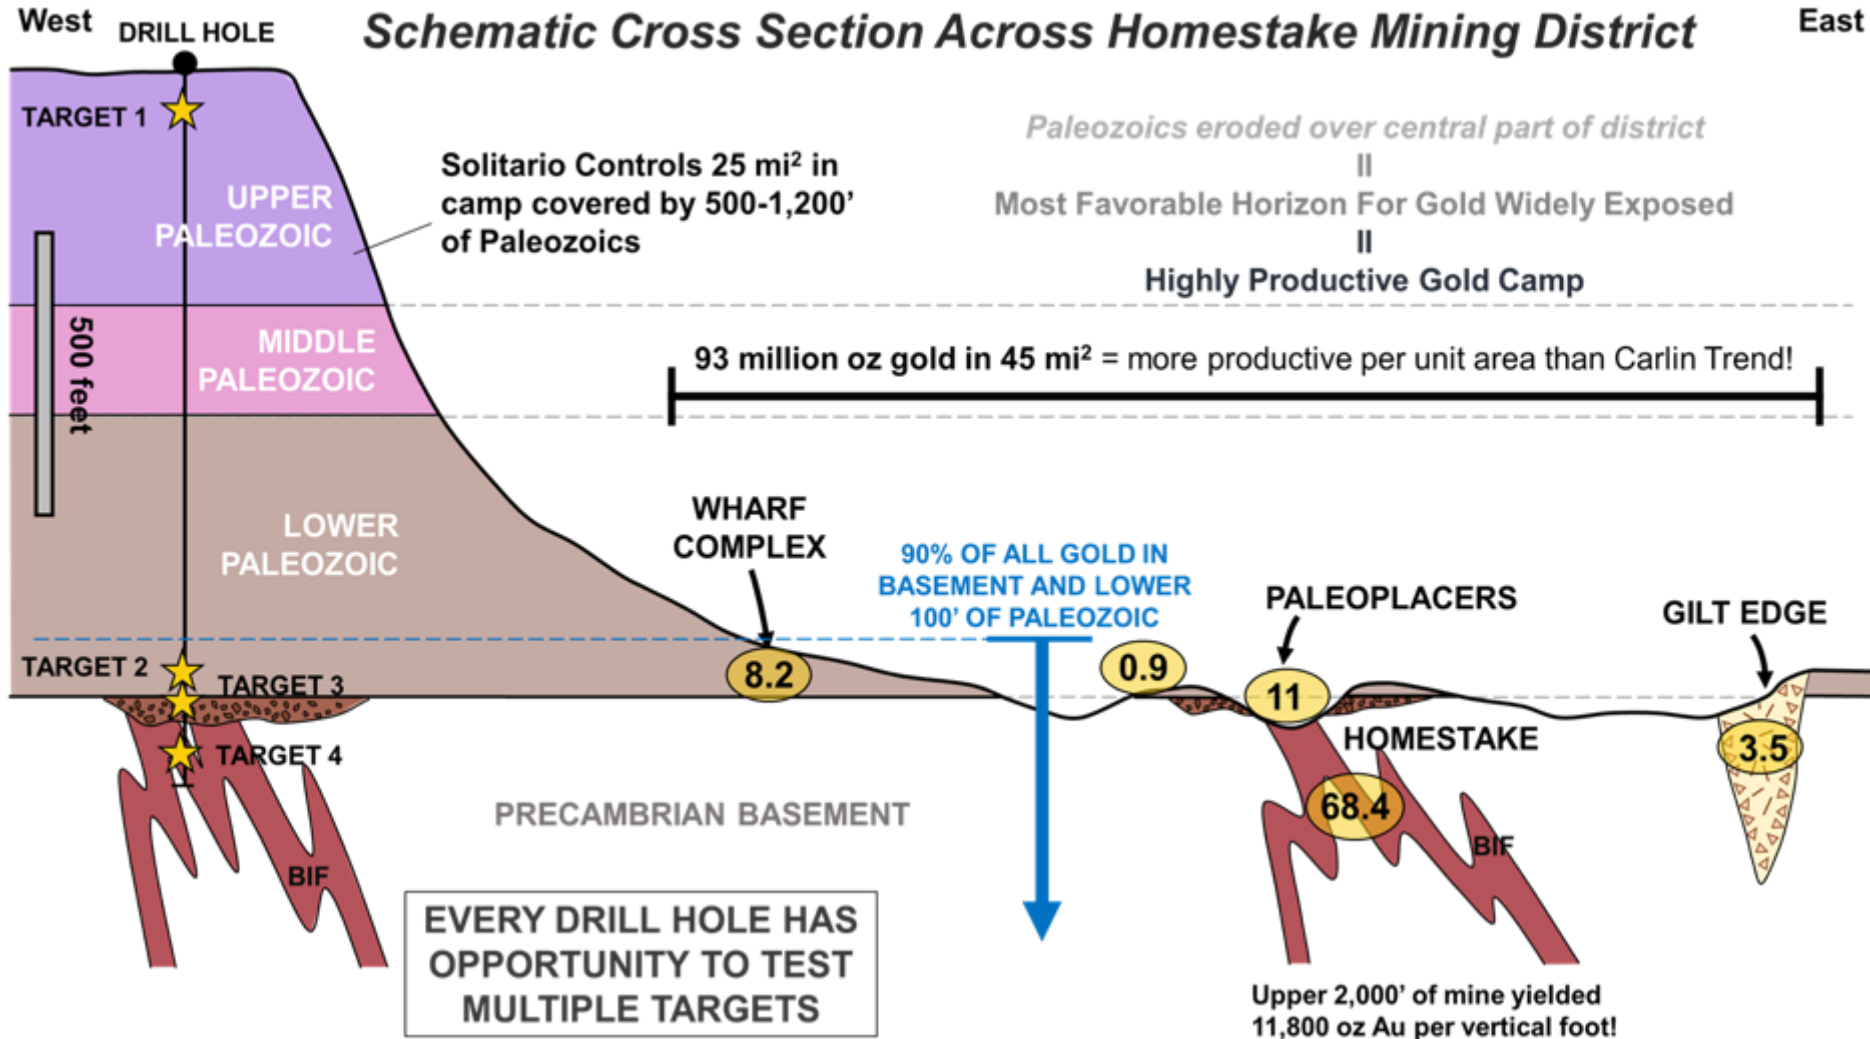 West
DRILL HOLE
Schematic Cross Section Across Homestake Mining District
East
TARGET 1
Paleozoics eroded over central part of district
II
Most Favorable Horizon For Gold Widely Exposed
II
Highly Productive Gold Camp
Solitario Controls 25 mi² in
camp covered by 500-1,200’
of Paleozoics
UPPER
PALEOZOIC
500 feet
MIDDLE
PALEOZOIC
93 million oz gold in 45 mi² = more productive per unit area than Carlin Trend!
LOWER
PALEOZOIC
WHARF
COMPLEX
90% OF ALL GOLD IN
BASEMENT AND LOWER
100’ OF PALEOZOIC
PALEOPLACERS
GILT EDGE
TARGET 2
TARGET 3
8.2
0.9
11
TARGET 4
HOMESTAKE
3.5
68.4
PRECAMBRIAN BASEMENT
BIF
BIF
EVERY DRILL HOLE HAS
OPPORTUNITY TO TEST
MULTIPLE TARGETS
Upper 2,000’ of mine yielded
11,800 oz Au per vertical foot!